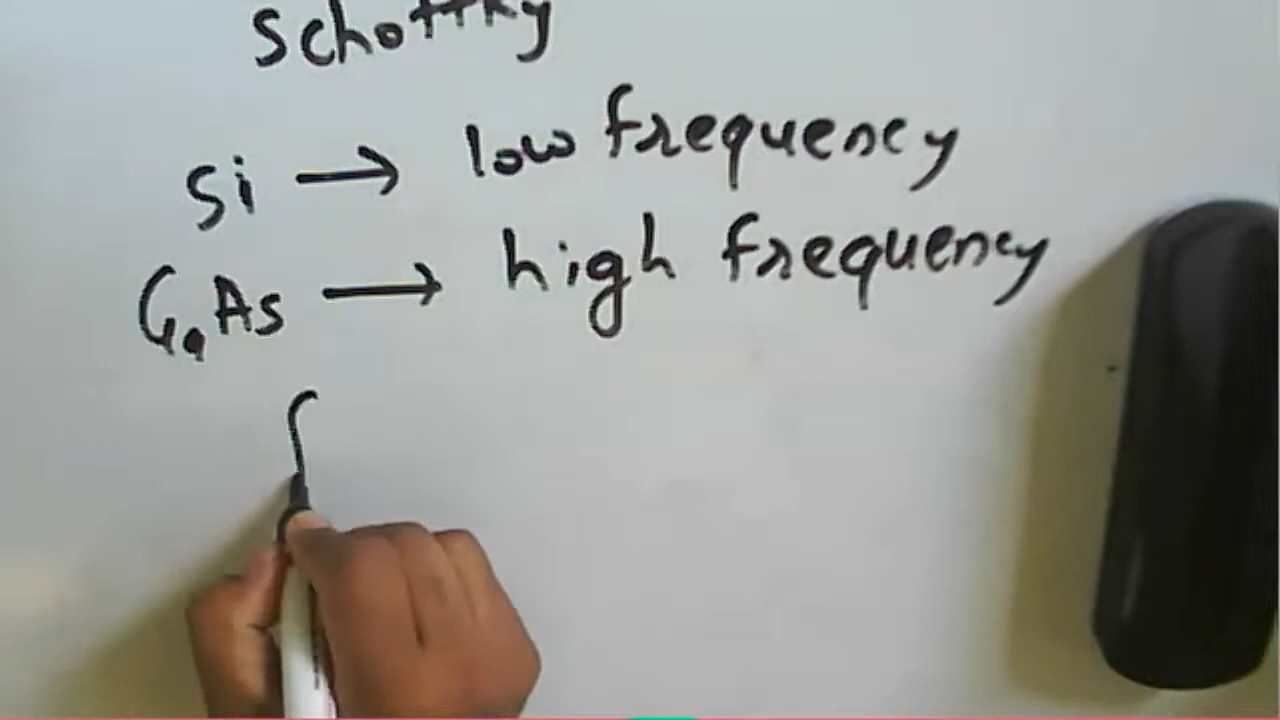 Schottky
Si → low frequency
GaAs → high frequency